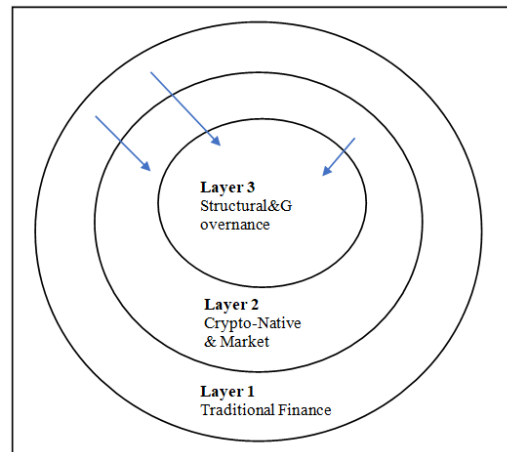 Layer 3
Structural&G
overnance
Layer 2
Crypto-Native
& Market
Layer 1
Traditional Finance